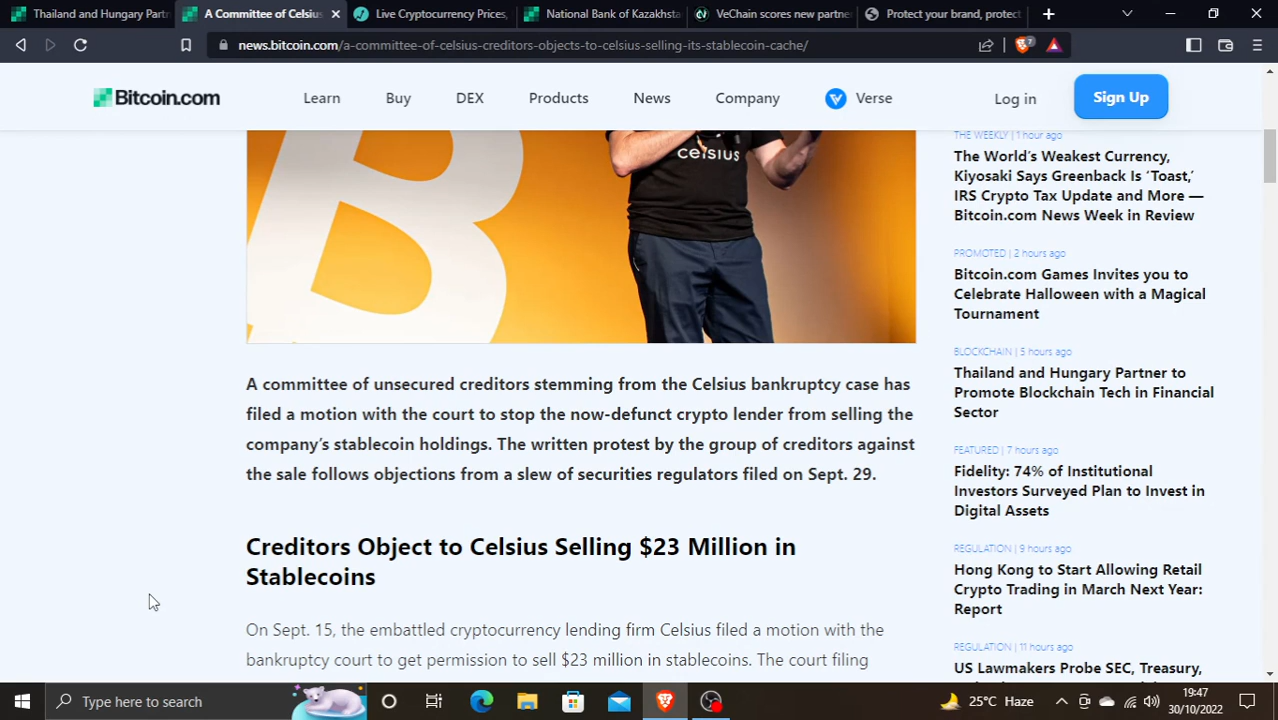 Thailand and Hungary Partn
A Committee of Celsius
Live Cryptocurrency Prices,
National Bank of Kazakhsta
VeChain scores new partne
Protect your brand, protect
news.bitcoin.com/a-committee-of-celsius-creditors-objects-to-celsius-selling-its-stablecoin-cache/
7
Bitcoin.com
Learn
Buy
DEX
Products
News
Company
Verse
Log in
Sign Up
B
celsius
A committee of unsecured creditors stemming from the Celsius bankruptcy case has
filed a motion with the court to stop the now-defunct crypto lender from selling the
company's stablecoin holdings. The written protest by the group of creditors against
the sale follows objections from a slew of securities regulators filed on Sept. 29.
Creditors Object to Celsius Selling $23 Million in
Stablecoins
On Sept. 15, the embattled cryptocurrency lending firm Celsius filed a motion with the
bankruptcy court to get permission to sell $23 million in stablecoins. The court filing
THE WEEKLY | 1 hour ago
The World's Weakest Currency,
Kiyosaki Says Greenback Is 'Toast,'
IRS Crypto Tax Update and More —
Bitcoin.com News Week in Review
PROMOTED | 2 hours ago
Bitcoin.com Games Invites you to
Celebrate Halloween with a Magical
Tournament
BLOCKCHAIN | 5 hours ago
Thailand and Hungary Partner to
Promote Blockchain Tech in Financial
Sector
FEATURED | 7 hours ago
Fidelity: 74% of Institutional
Investors Surveyed Plan to Invest in
Digital Assets
REGULATION | 9 hours ago
Hong Kong to Start Allowing Retail
Crypto Trading in March Next Year:
Report
REGULATION | 11 hours ago
US Lawmakers Probe SEC, Treasury,
Type here to search
25°C Haze
19:47
30/10/2022